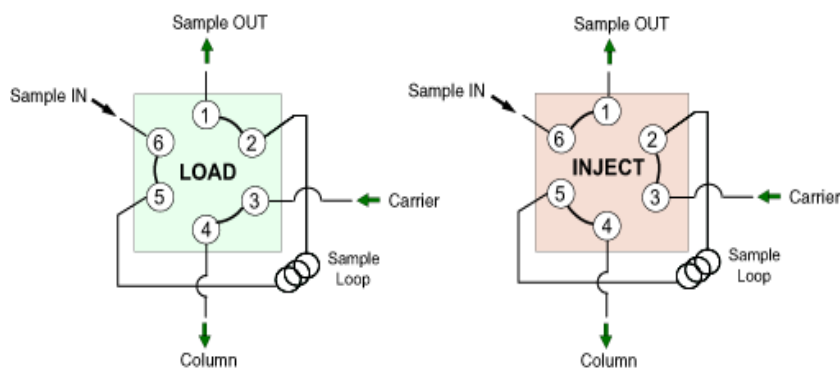 Sample OUT
Sample IN
1
2
6
LOAD
5
3
4
Carrier
Sample
Loop
Column
Sample OUT
Sample IN
1
2
6
INJECT
5
3
4
Carrier
Sample
Loop
Column